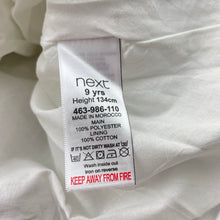 next
9 yrs
Height 134cm
463-986-110
MADE IN MOROCCO
MAIN
100% POLYESTER
LINING
100% COTTON
IF IT'S NOT DIRTY WASH AT 30
Wash inside out
Iron on reverse
KEEP AWAY FROM FIRE